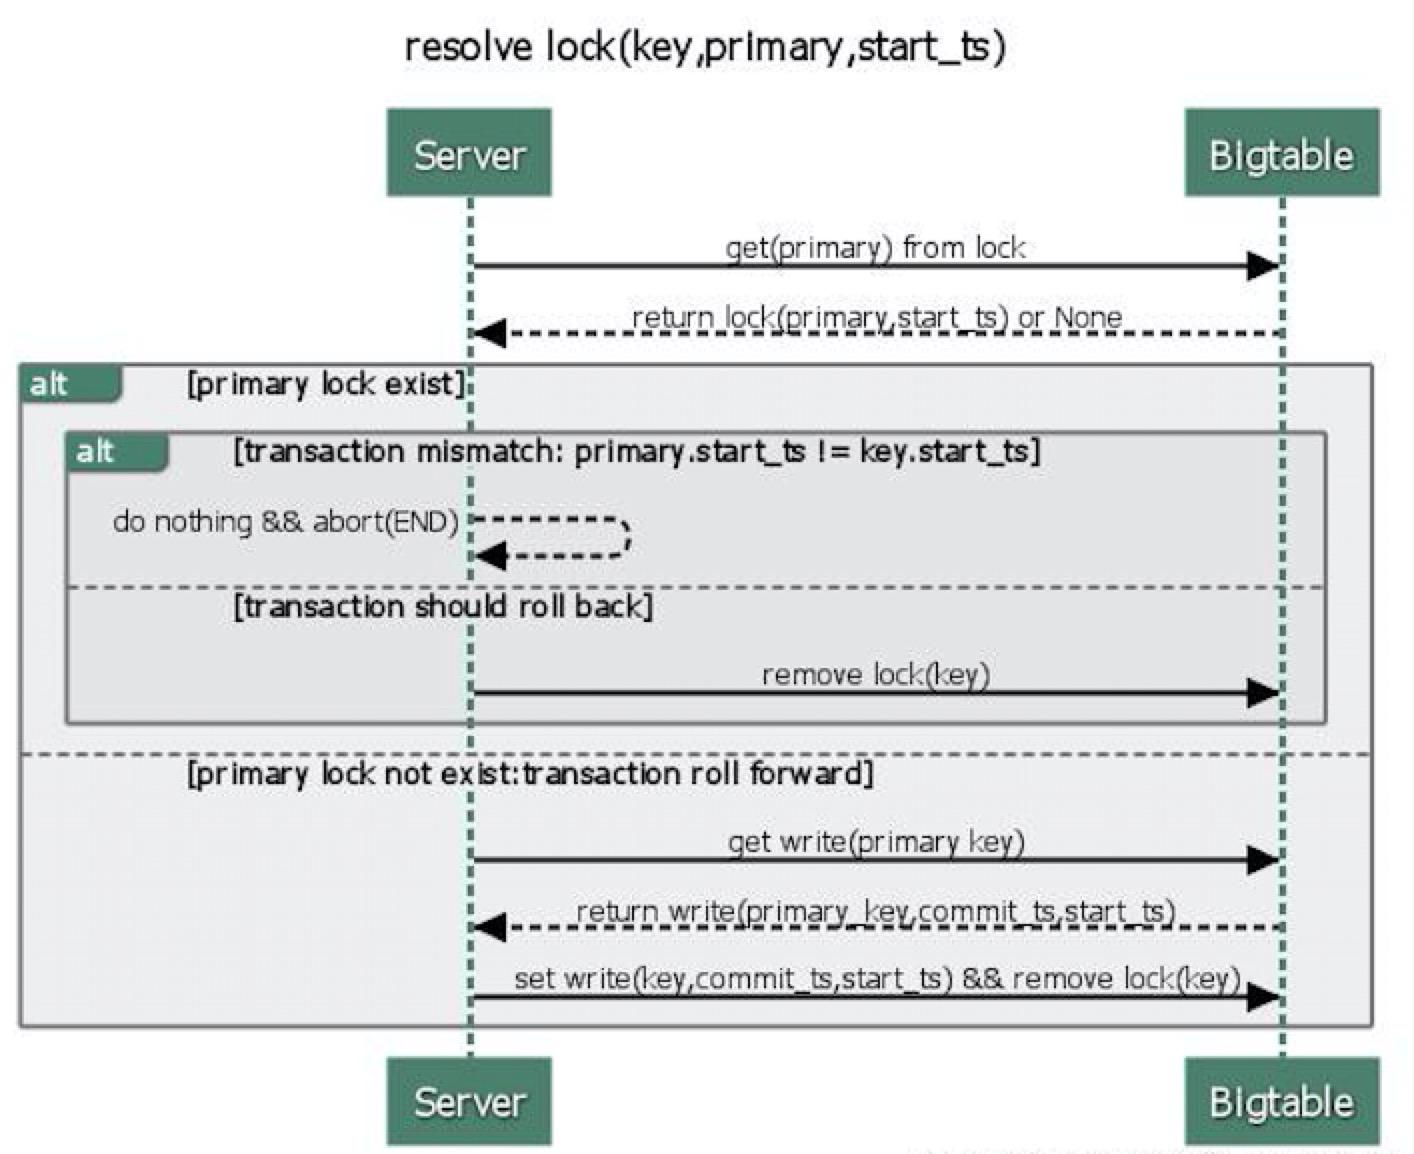 resolve lock(key,primary,start_ts)
Server
Bigtable
get(primary) from lock
return lock(primary,start_ts) or None
alt
[primary lock exist]
alt
[transaction mismatch: primary.start_ts != key.start_ts]
do nothing && abort(END)
[transaction should roll back]
remove lock(key)
[primary lock not exist:transaction roll forward]
get write(primary key)
return write(primary_key,commit_ts,start_ts)
set write(key,commit_ts,start_ts) && remove lock(key)
Server
Bigtable